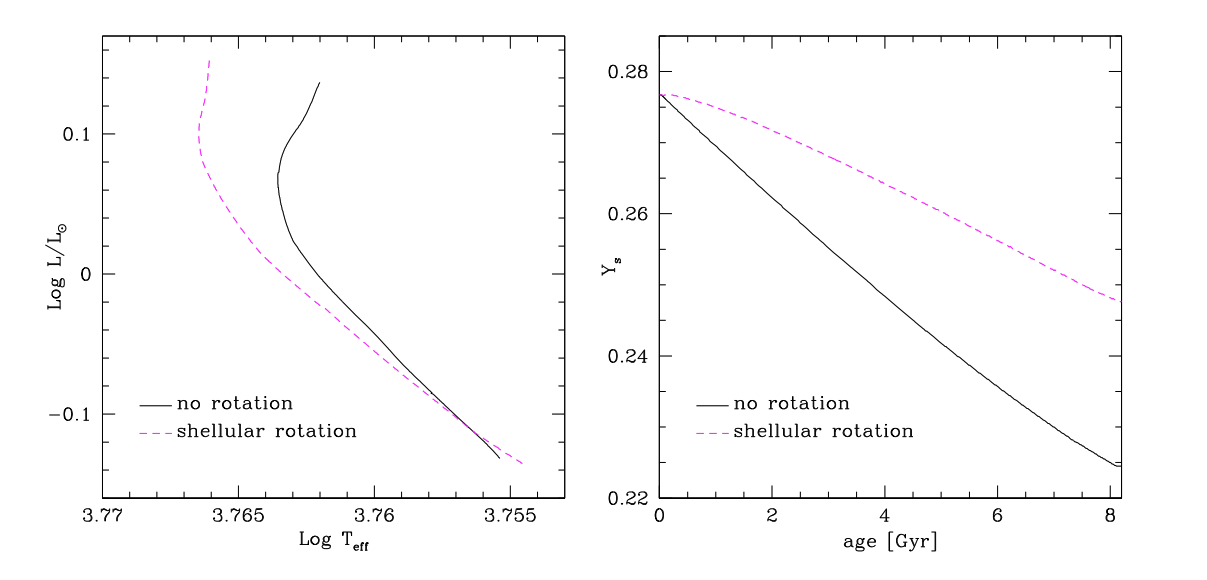 0.1
0
−0.1
Log L/L☉
no rotation
shellular rotation
3.77
3.765
3.76
3.755
Log Teff
0.28
0.26
0.24
0.22
Ys
no rotation
shellular rotation
0
2
4
6
8
age [Gyr]